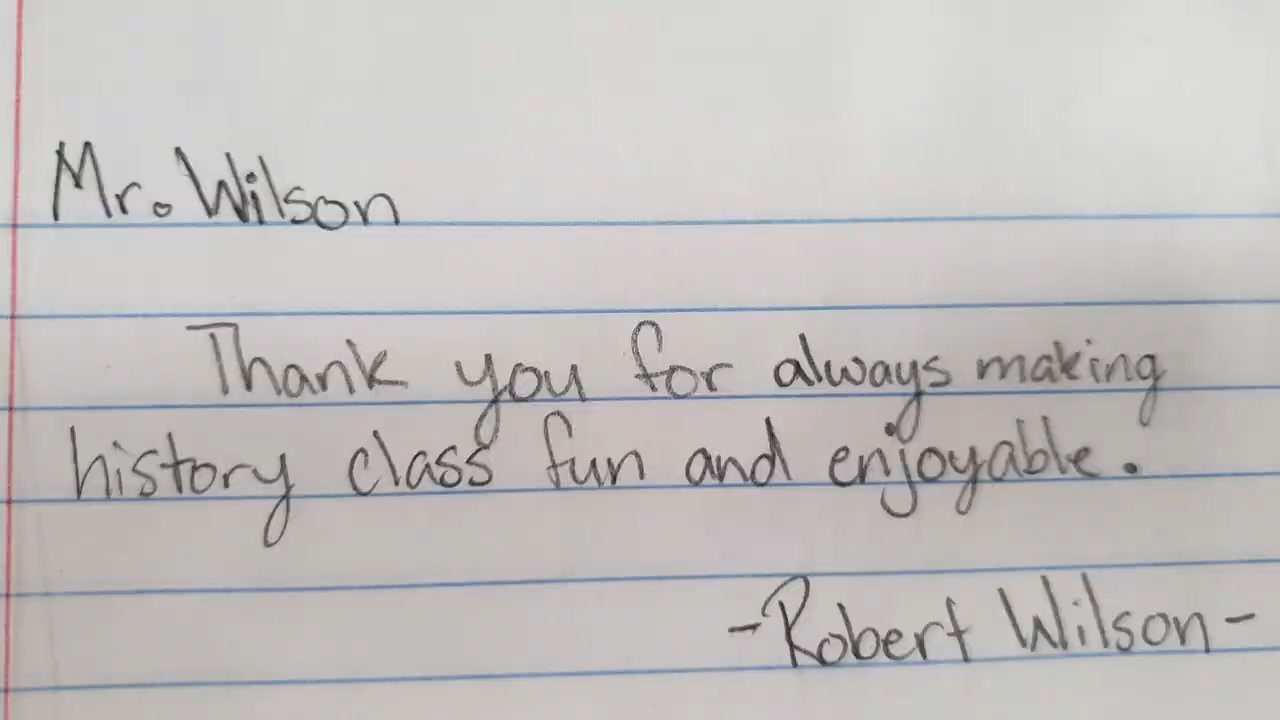 Mr. Wilson
Thank you for always making
history class fun and enjoyable.
-Robert Wilson-